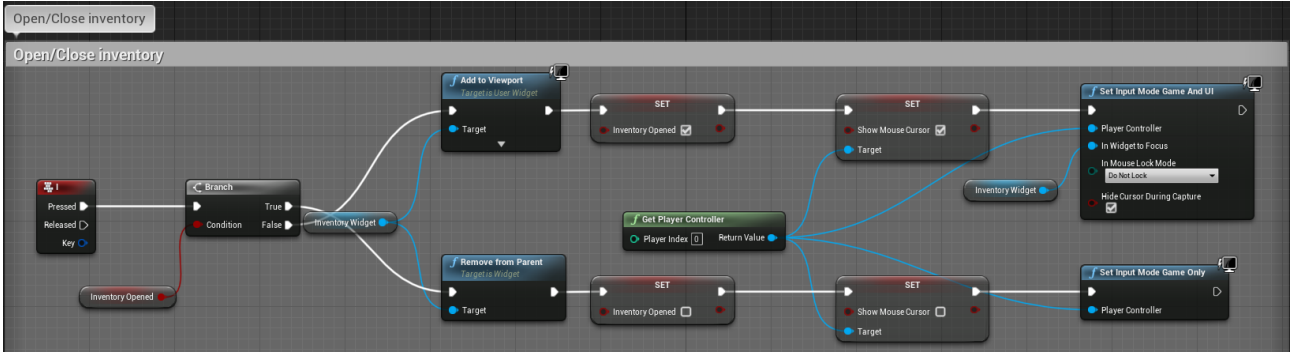 Open/Close inventory
Open/Close inventory
I
Pressed
Released
Key
Inventory Opened
Branch
Condition
True
False
Inventory Widget
Add to Viewport
Target is User Widget
Target
SET
Inventory Opened
SET
Show Mouse Cursor
Target
Set Input Mode Game And UI
Player Controller
In Widget to Focus
In Mouse Lock Mode
Do Not Lock
Hide Cursor During Capture
Inventory Widget
Get Player Controller
Player Index 0
Return Value
Remove from Parent
Target is Widget
Target
SET
Inventory Opened
SET
Show Mouse Cursor
Target
Set Input Mode Game Only
Player Controller